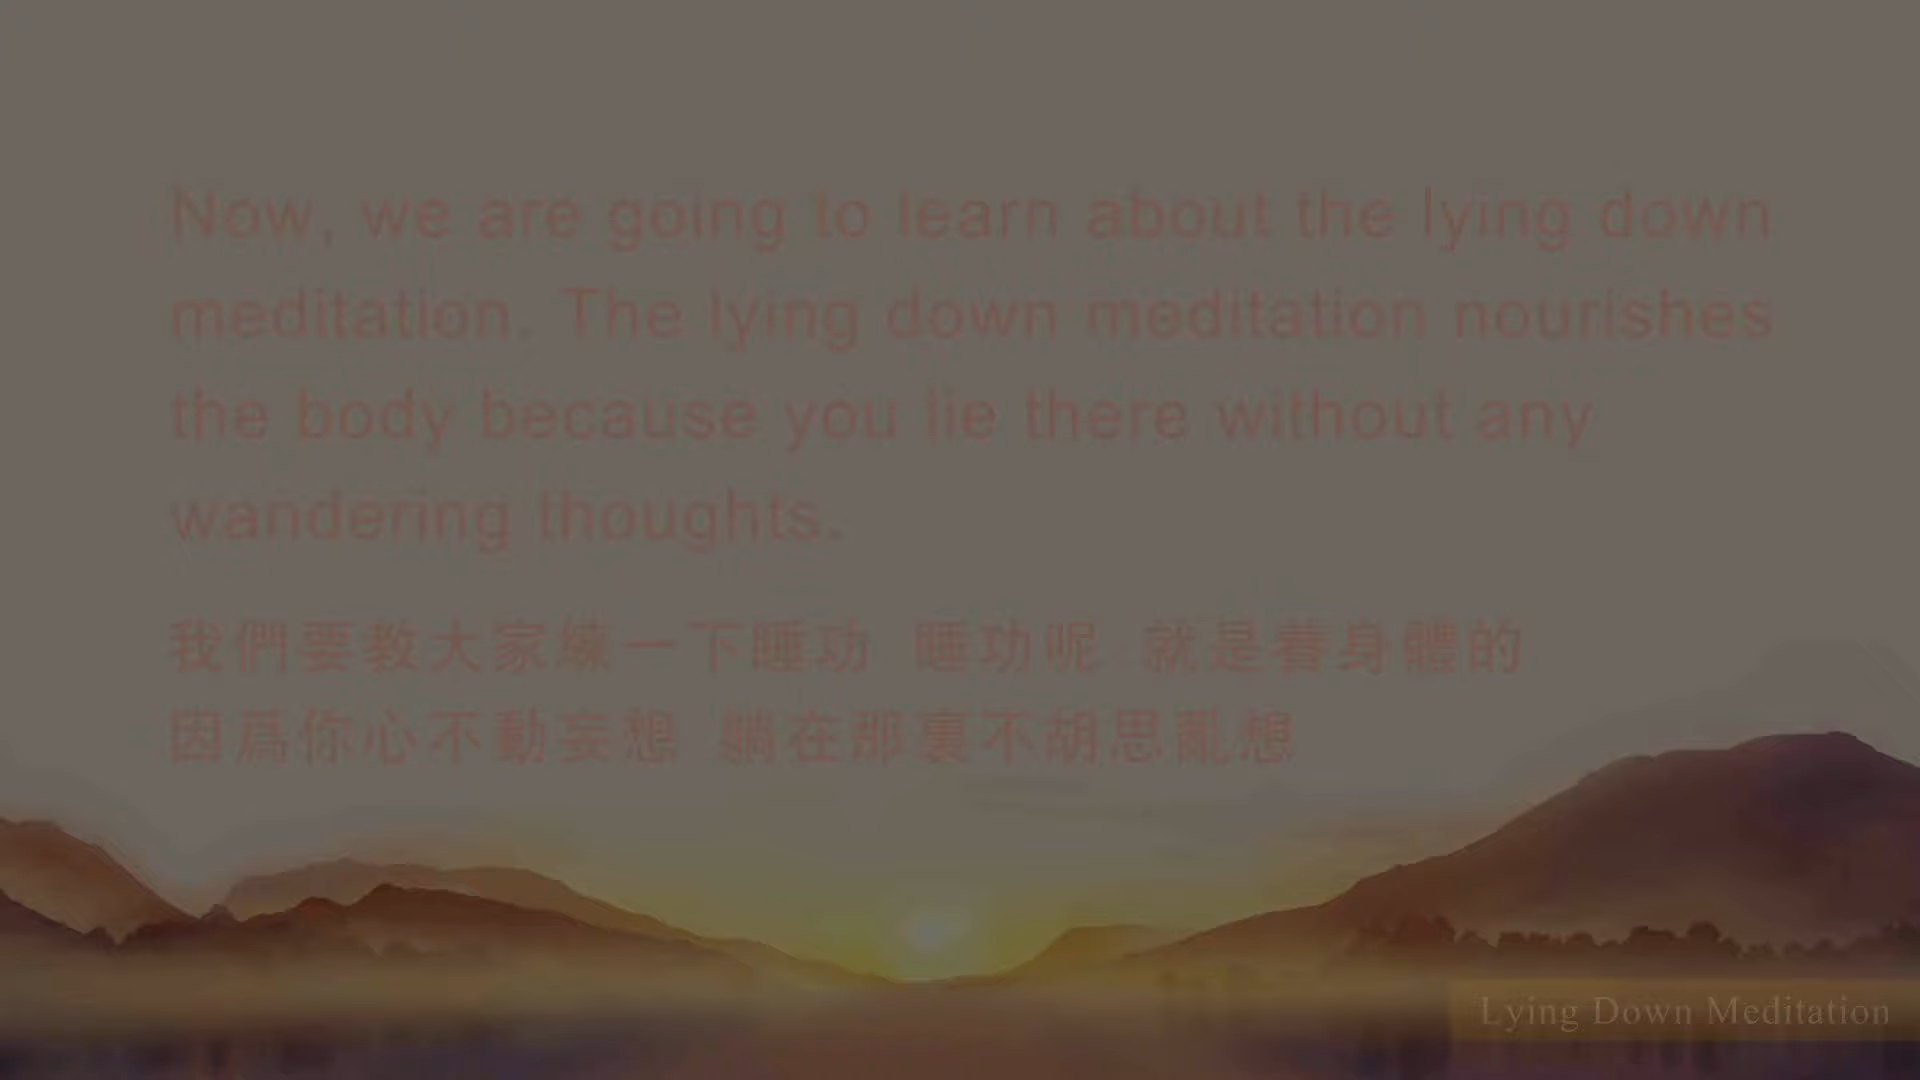 Now, we are going to learn about the lying down
meditation. The lying down meditation nourishes
the body because you lie there without any
wandering thoughts.
我們要教大家練一下睡功 睡功呢 就是養身體的
因爲你心不動妄想 躺在那裏不胡思亂想
Lying Down Meditation